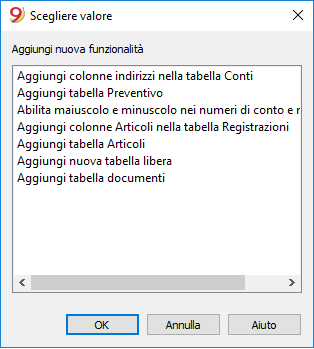 Scegliere valore
Aggiungi nuova funzionalità
Aggiungi colonne indirizzi nella tabella Conti
Aggiungi tabella Preventivo
Abilita maiuscolo e minuscolo nei numeri di conto e r
Aggiungi colonne Articoli nella tabella Registrazioni
Aggiungi tabella Articoli
Aggiungi nuova tabella libera
Aggiungi tabella documenti
OK Annulla Aiuto